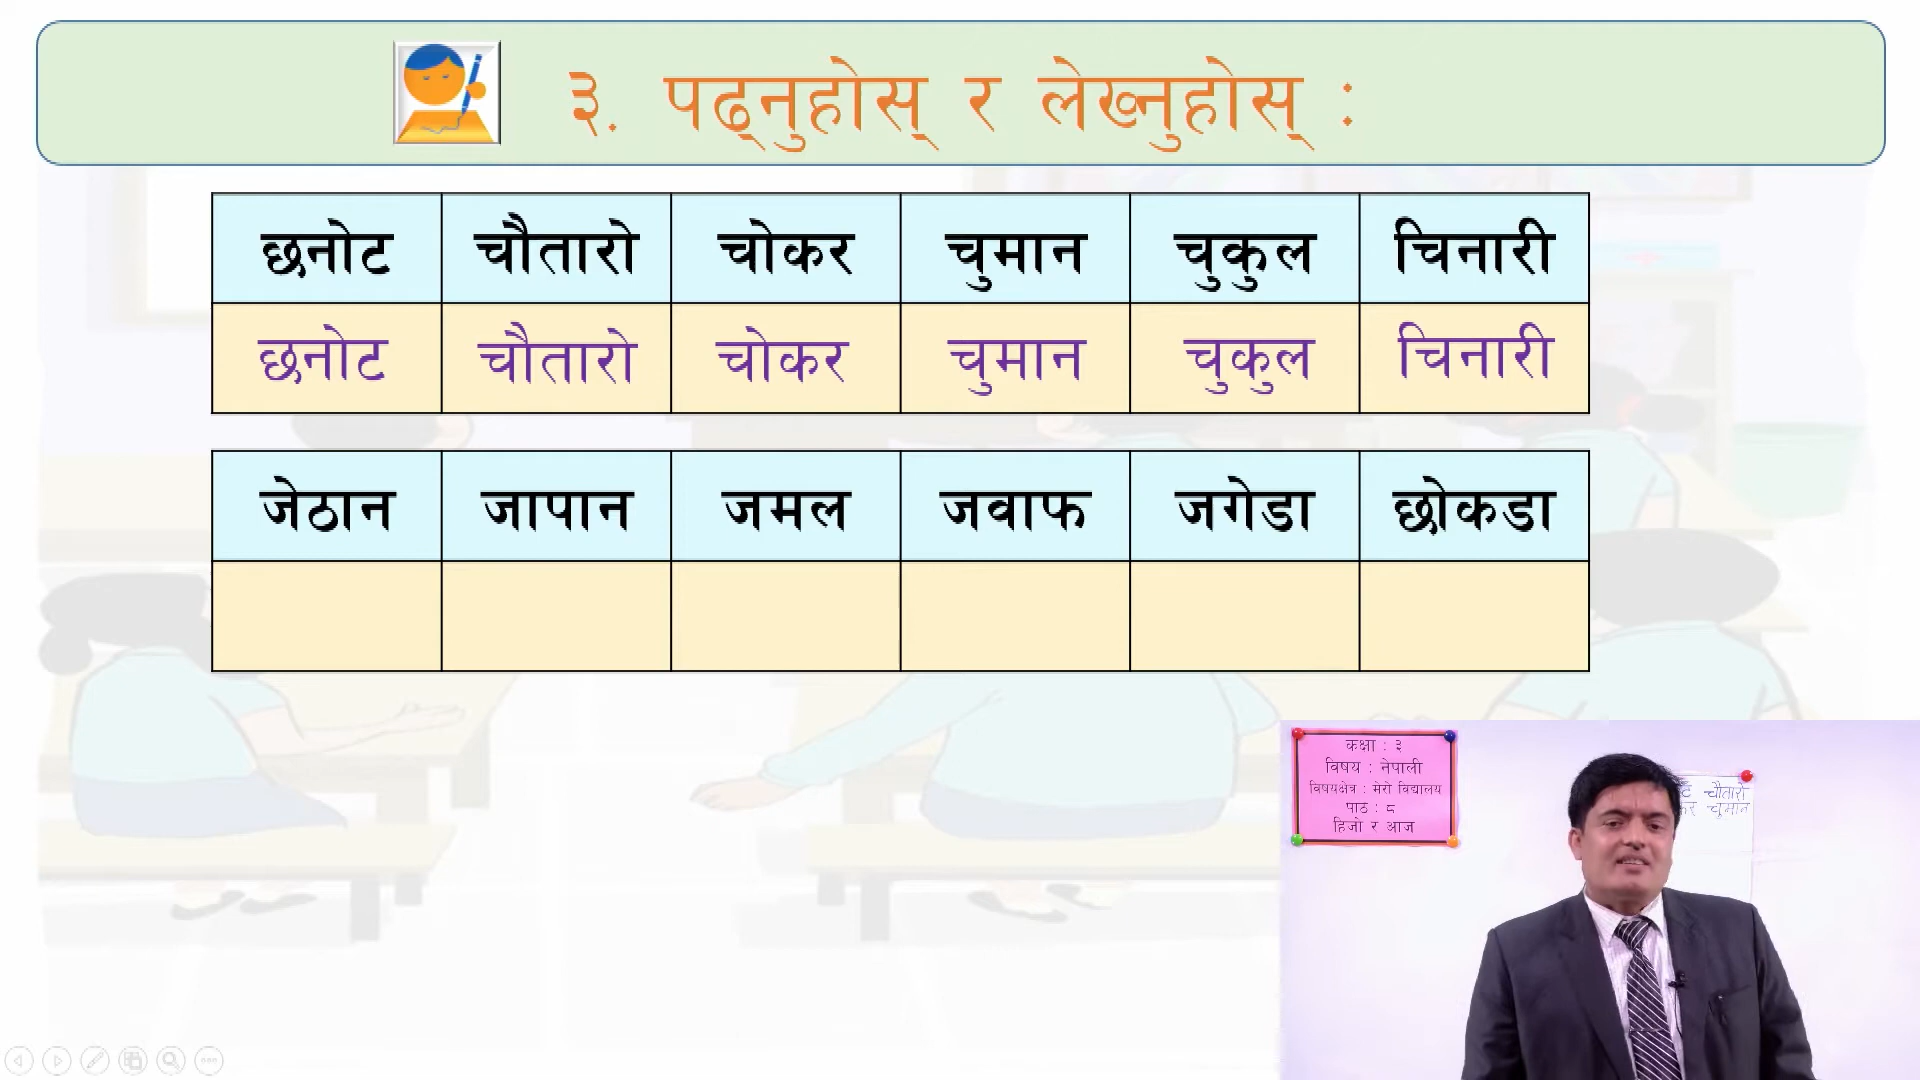 ३. पढ्नुहोस् र लेख्नुहोस् :
छनोट चौतारो चोकर चुमान चुकुल चिनारी
छनोट चौतारो चोकर चुमान चुकुल चिनारी
जेठान जापान जमल जवाफ जगेडा छोकडा
कक्षा : ३
विषय : नेपाली
विषयक्षेत्र : मेरो विद्यालय
पाठ : ८
हिजो र आज
चौतारो
चुमान